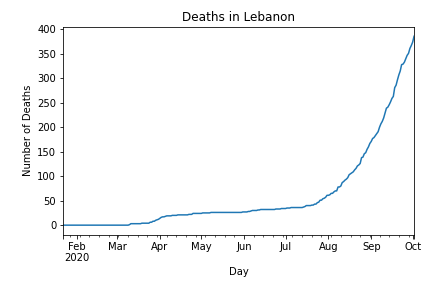 Deaths in Lebanon
Number of Deaths
400
350
300
250
200
150
100
50
0
Feb Mar Apr May Jun Jul Aug Sep Oct
2020
Day